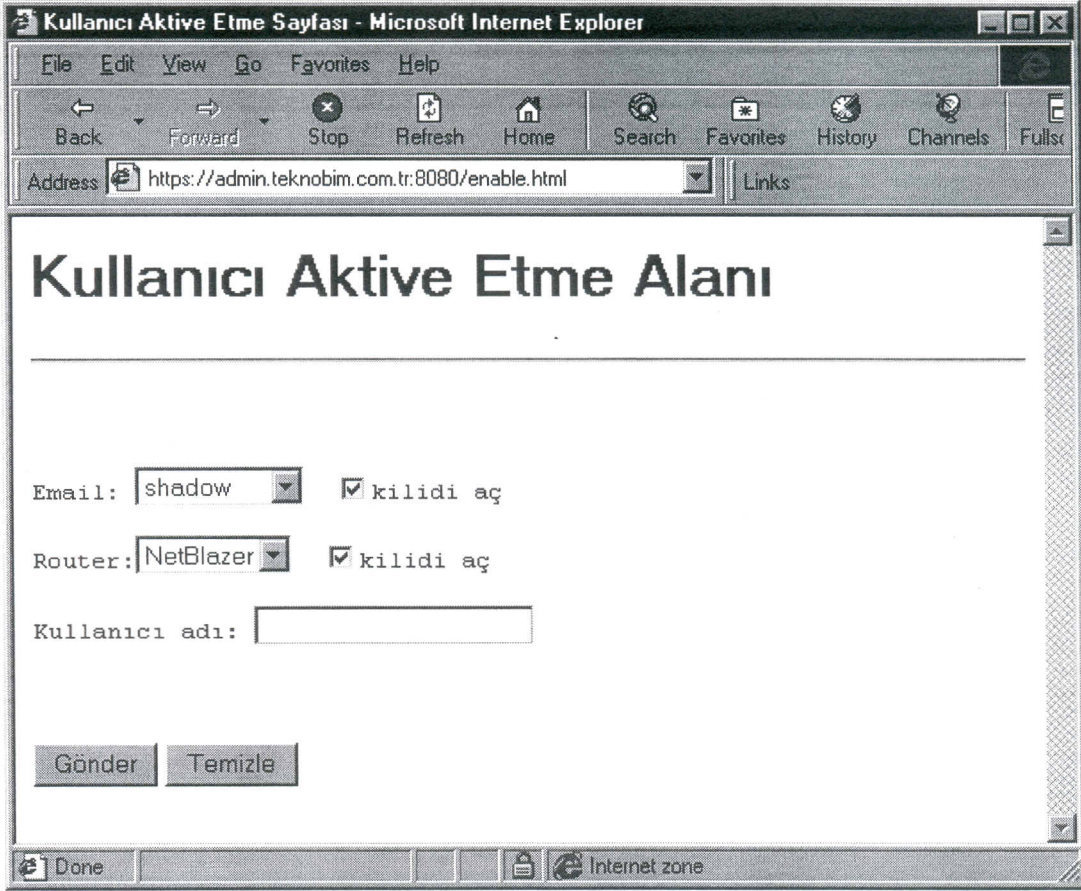 Kullanıcı Aktive Etme Sayfası - Microsoft Internet Explorer
File Edit View Go Favorites Help
Back Forward Stop Refresh Home Search Favorites History Channels Fullsc
Address https://admin.teknobim.com.tr:8080/enable.html Links
Kullanıcı Aktive Etme Alanı
Email: shadow kilidi aç
Router: NetBlazer kilidi aç
Kullanıcı adı:
Gönder Temizle
Done Internet zone